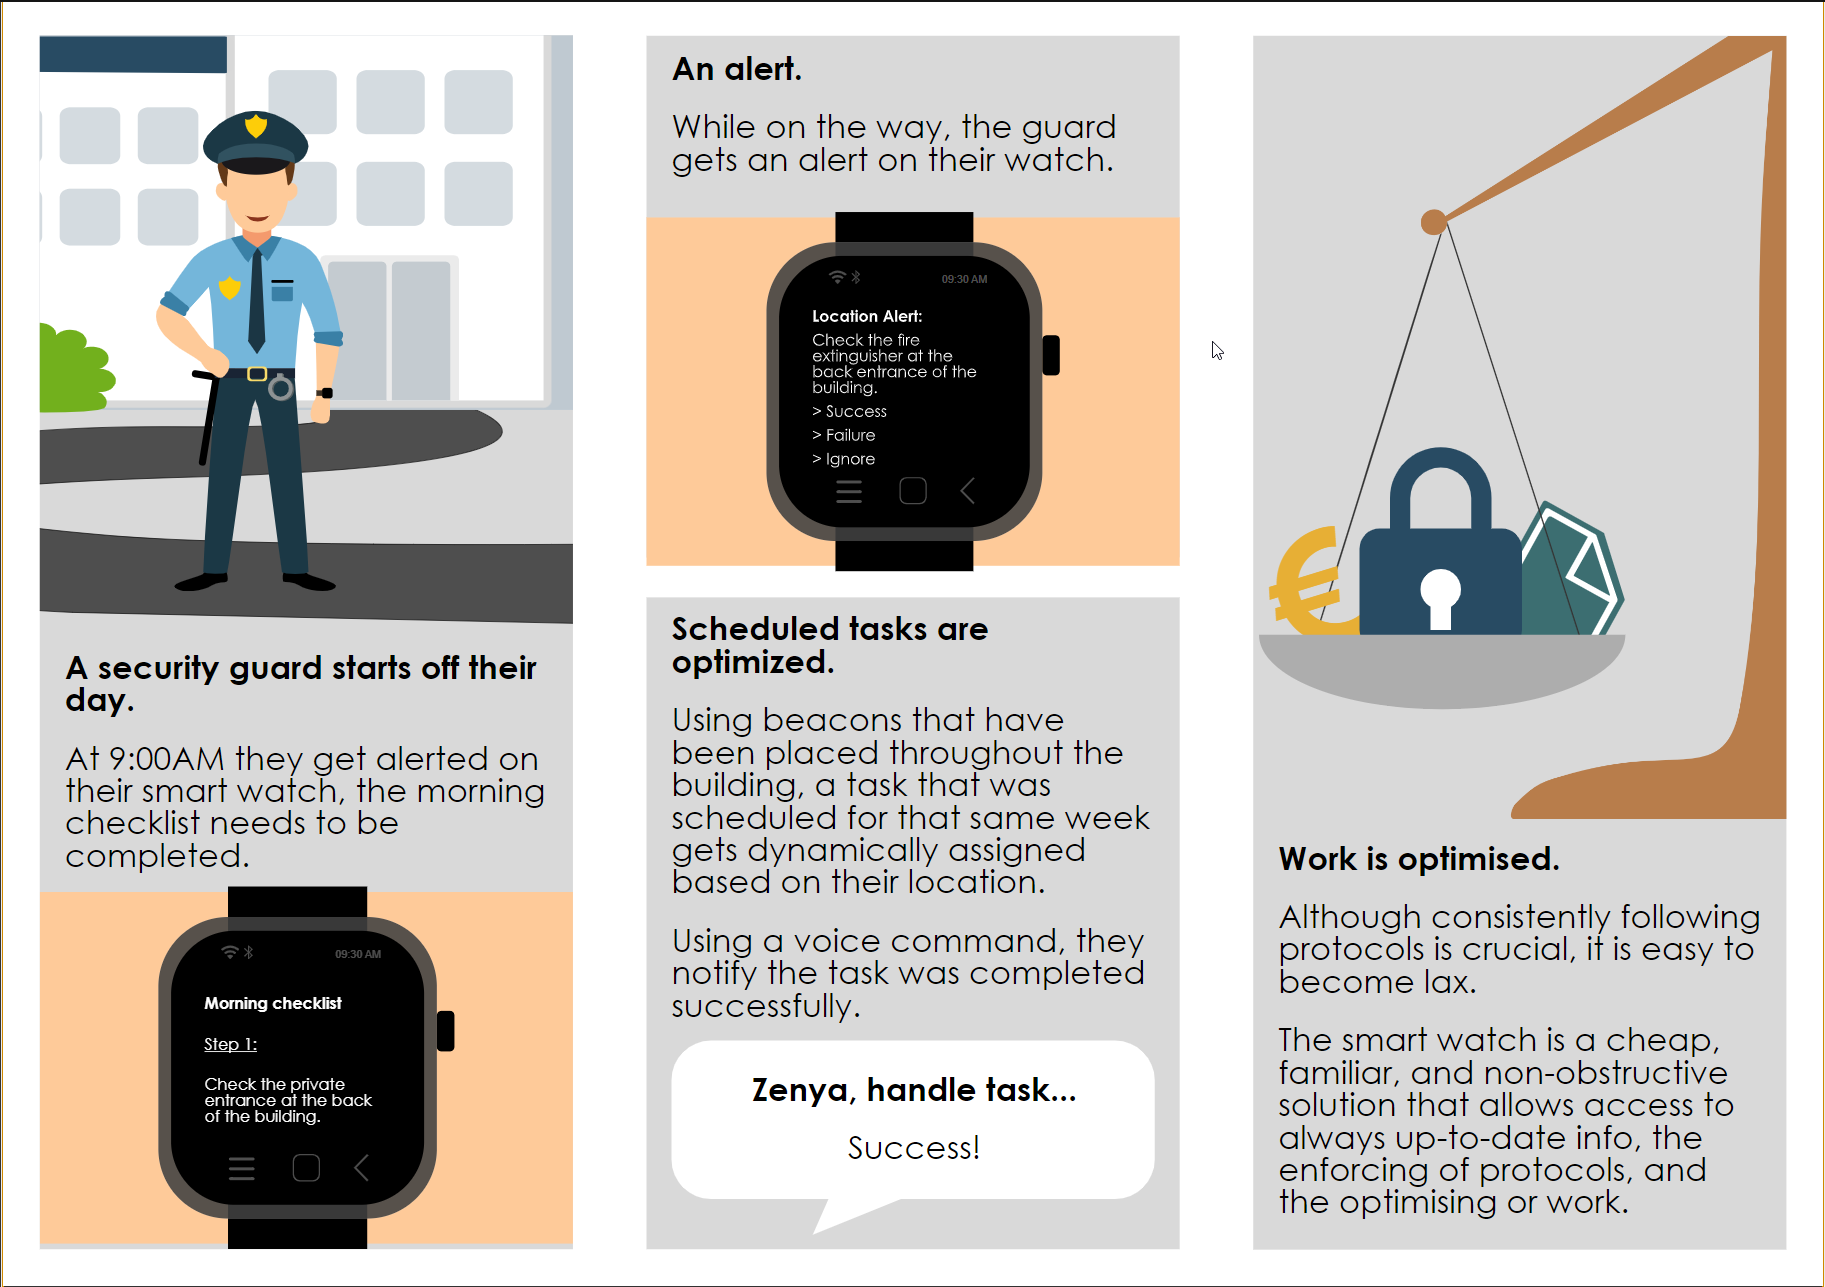 A security guard starts off their
day.
At 9:00AM they get alerted on
their smart watch, the morning
checklist needs to be
completed.
09:30 AM
Morning checklist
Step 1:
Check the private
entrance at the back
of the building.
An alert.
While on the way, the guard
gets an alert on their watch.
09:30 AM
Location Alert:
Check the fire
extinguisher at the
back entrance of the
building.
> Success
> Failure
> Ignore
Scheduled tasks are
optimized.
Using beacons that have
been placed throughout the
building, a task that was
scheduled for that same week
gets dynamically assigned
based on their location.
Using a voice command, they
notify the task was completed
successfully.
Zenya, handle task...
Success!
€
Work is optimised.
Although consistently following
protocols is crucial, it is easy to
become lax.
The smart watch is a cheap,
familiar, and non-obstructive
solution that allows access to
always up-to-date info, the
enforcing of protocols, and
the optimising or work.